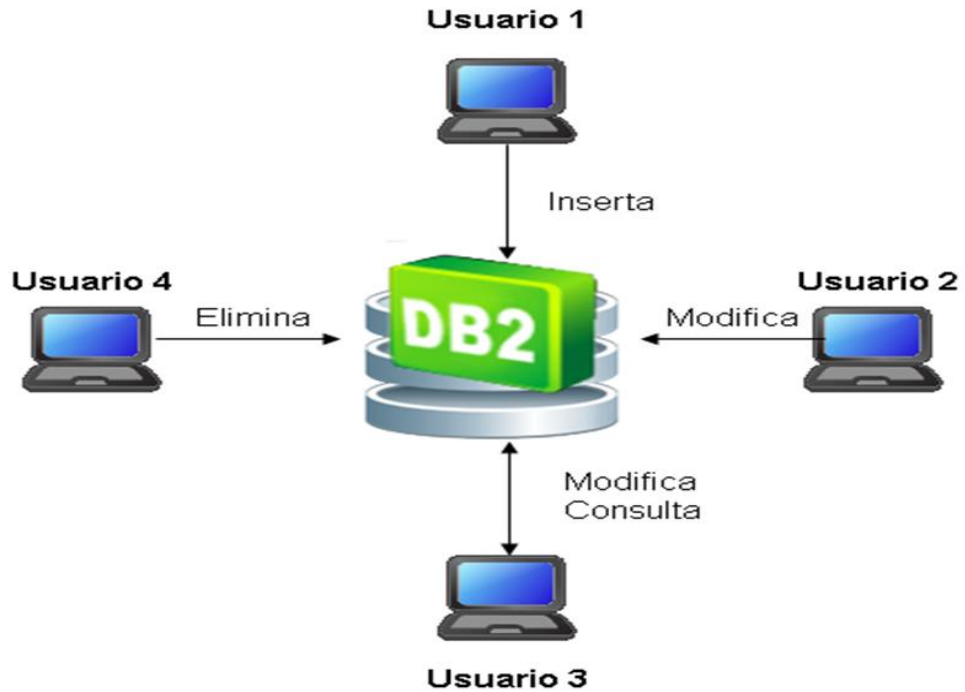 Usuario 1
Inserta
Usuario 4
Usuario 2
Elimina
DB2
Modifica
Modifica
Consulta
Usuario 3